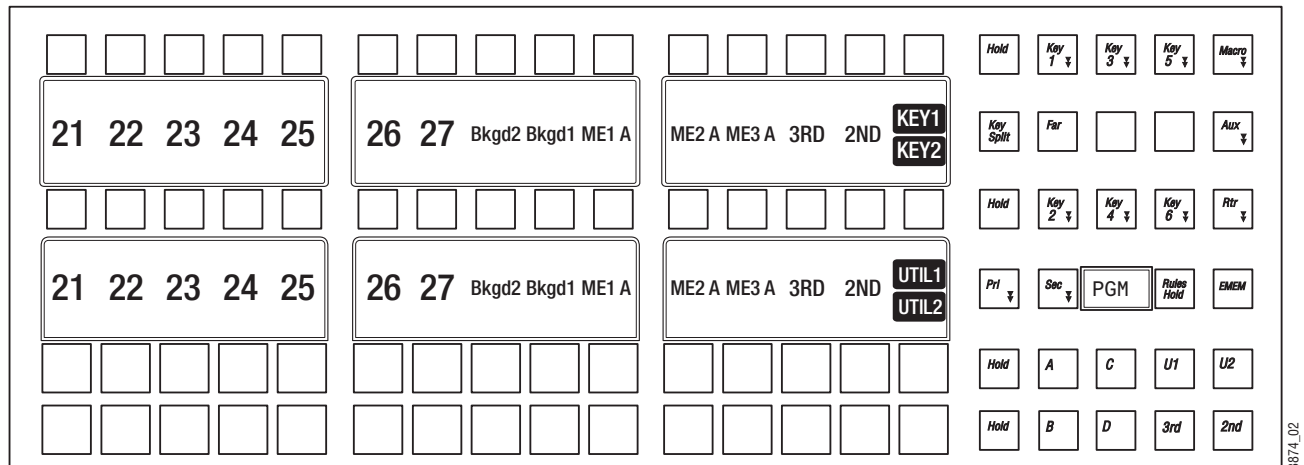 Hold Key 1 Key 3 Key 5 Macro
21 22 23 24 25 26 27 Bkgd2 Bkgd1 ME1 A ME2 A ME3 A 3RD 2ND KEY1
KEY2
Key Split Far Aux
Hold Key 2 Key 4 Key 6 Rtr
21 22 23 24 25 26 27 Bkgd2 Bkgd1 ME1 A ME2 A ME3 A 3RD 2ND UTIL1
UTIL2
Pri Sec PGM Rules Hold EMEM
Hold A C U1 U2
Hold B D 3rd 2nd